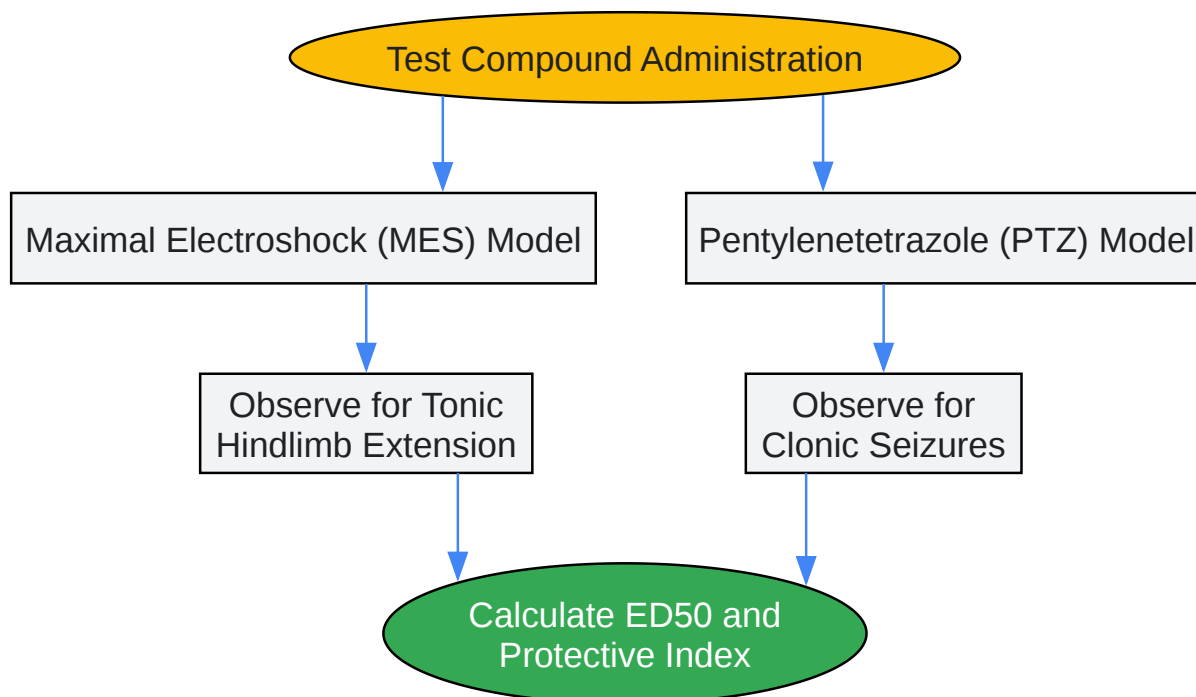 Test Compound Administration
Maximal Electroshock (MES) Model
Pentylenetetrazole (PTZ) Model
Observe for Tonic
Hindlimb Extension
Observe for
Clonic Seizures
Calculate ED50 and
Protective Index